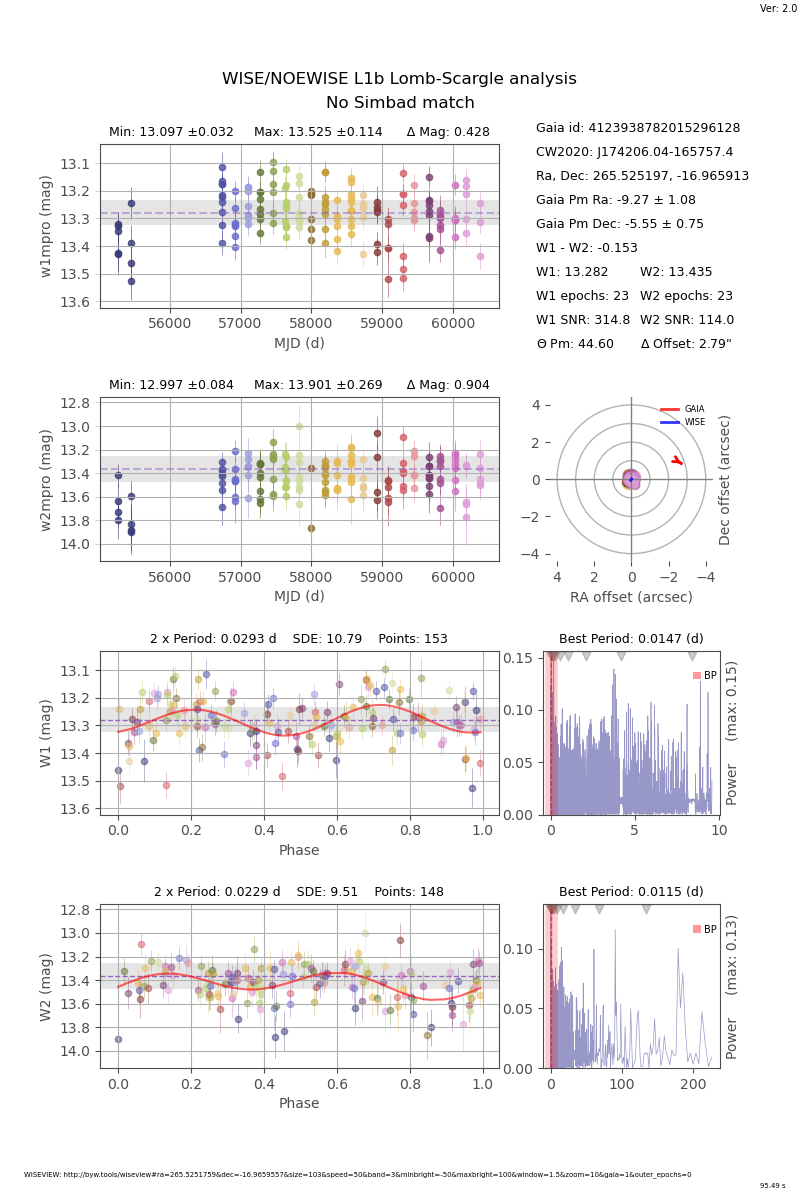 Ver: 2.0
WISE/NOEWISE L1b Lomb-Scargle analysis
No Simbad match
Min: 13.097 ±0.032 Max: 13.525 ±0.114 Δ Mag: 0.428
w1mpro (mag)
13.1
13.2
13.3
13.4
13.5
13.6
56000 57000 58000 59000 60000
MJD (d)
Gaia id: 4123938782015296128
CW2020: J174206.04-165757.4
Ra, Dec: 265.525197, -16.965913
Gaia Pm Ra: -9.27 ± 1.08
Gaia Pm Dec: -5.55 ± 0.75
W1 - W2: -0.153
W1: 13.282 W2: 13.435
W1 epochs: 23 W2 epochs: 23
W1 SNR: 314.8 W2 SNR: 114.0
Θ Pm: 44.60 Δ Offset: 2.79"
Min: 12.997 ±0.084 Max: 13.901 ±0.269 Δ Mag: 0.904
w2mpro (mag)
12.8
13.0
13.2
13.4
13.6
13.8
14.0
56000 57000 58000 59000 60000
MJD (d)
GAIA
WISE
4
2
0
−2
−4
4 2 0 −2 −4
RA offset (arcsec)
Dec offset (arcsec)
2 x Period: 0.0293 d SDE: 10.79 Points: 153
W1 (mag)
13.1
13.2
13.3
13.4
13.5
13.6
0.0 0.2 0.4 0.6 0.8 1.0
Phase
Best Period: 0.0147 (d)
BP
0.15
0.10
0.05
0.00
0 5 10
Power (max: 0.15)
2 x Period: 0.0229 d SDE: 9.51 Points: 148
W2 (mag)
12.8
13.0
13.2
13.4
13.6
13.8
14.0
0.0 0.2 0.4 0.6 0.8 1.0
Phase
Best Period: 0.0115 (d)
BP
0.10
0.05
0.00
0 100 200
Power (max: 0.13)
WISEVIEW: http://byw.tools/wiseview#ra=265.5251759&dec=-16.9659557&size=103&speed=50&band=3&minbright=-50&maxbright=100&window=1.5&zoom=10&gaia=1&outer_epochs=0
95.49 s